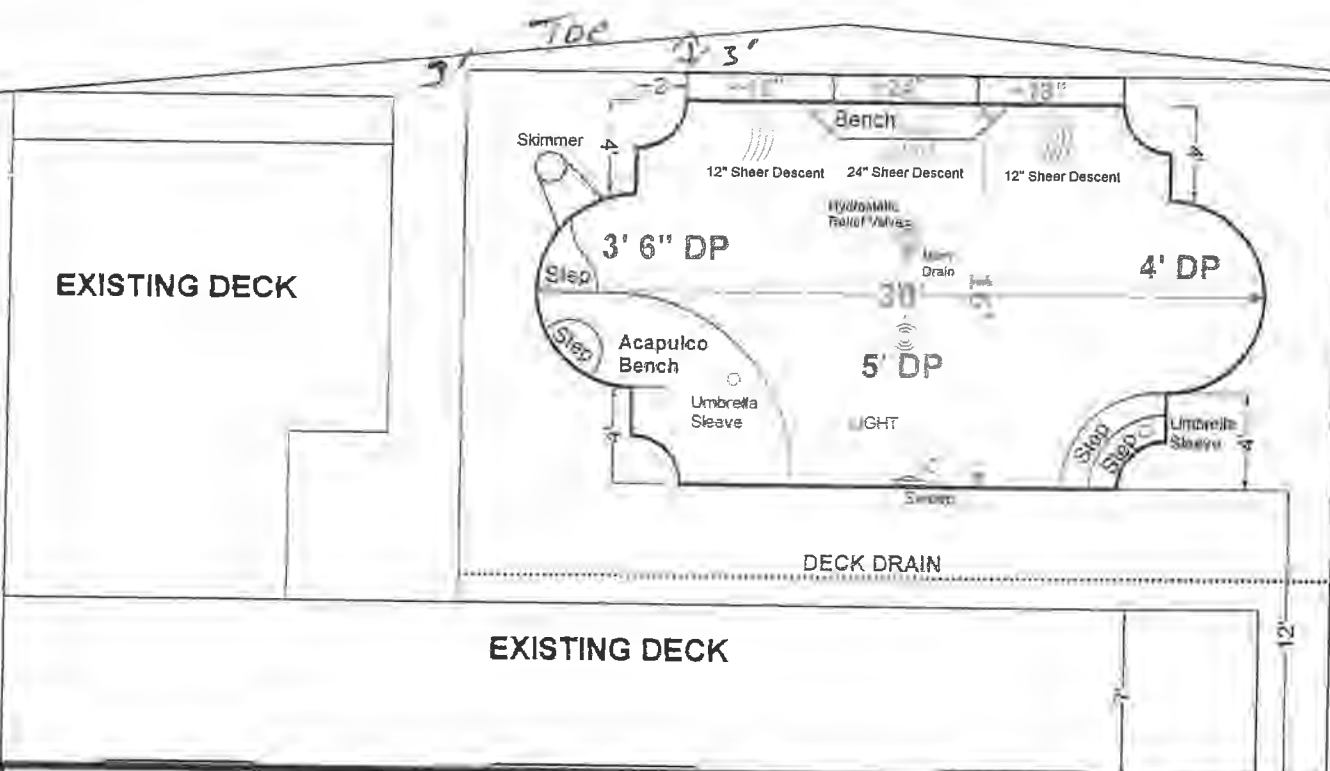 Toe
3'
3"
2
24"
18"
Bench
Skimmer
4'
4'
12" Sheer Descent
24" Sheer Descent
12" Sheer Descent
Hydrostatic
Relief Valves
3' 6" DP
Main
Drain
4' DP
EXISTING DECK
Step
30'
Step
Acapulco
Bench
5' DP
Umbrella
Sleeve
LIGHT
Step
Step
Umbrella
Sleeve
4'
4'
DECK DRAIN
EXISTING DECK
12'
7'